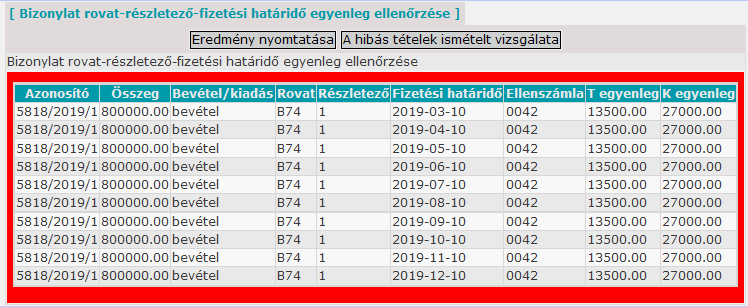 [ Bizonylat rovat-részletező-fizetési határidő egyenleg ellenőrzése ]
Eredmény nyomtatása A hibás tételek ismételt vizsgálata
Bizonylat rovat-részletező-fizetési határidő egyenleg ellenőrzése
Azonosító Összeg Bevétel/kiadás Rovat Részletező Fizetési határidő Ellenszámla T egyenleg K egyenleg
5818/2019/1 800000.00 bevétel B74 1 2019-03-10 0042 13500.00 27000.00
5818/2019/1 800000.00 bevétel B74 1 2019-04-10 0042 13500.00 27000.00
5818/2019/1 800000.00 bevétel B74 1 2019-05-10 0042 13500.00 27000.00
5818/2019/1 800000.00 bevétel B74 1 2019-06-10 0042 13500.00 27000.00
5818/2019/1 800000.00 bevétel B74 1 2019-07-10 0042 13500.00 27000.00
5818/2019/1 800000.00 bevétel B74 1 2019-08-10 0042 13500.00 27000.00
5818/2019/1 800000.00 bevétel B74 1 2019-09-10 0042 13500.00 27000.00
5818/2019/1 800000.00 bevétel B74 1 2019-10-10 0042 13500.00 27000.00
5818/2019/1 800000.00 bevétel B74 1 2019-11-10 0042 13500.00 27000.00
5818/2019/1 800000.00 bevétel B74 1 2019-12-10 0042 13500.00 27000.00